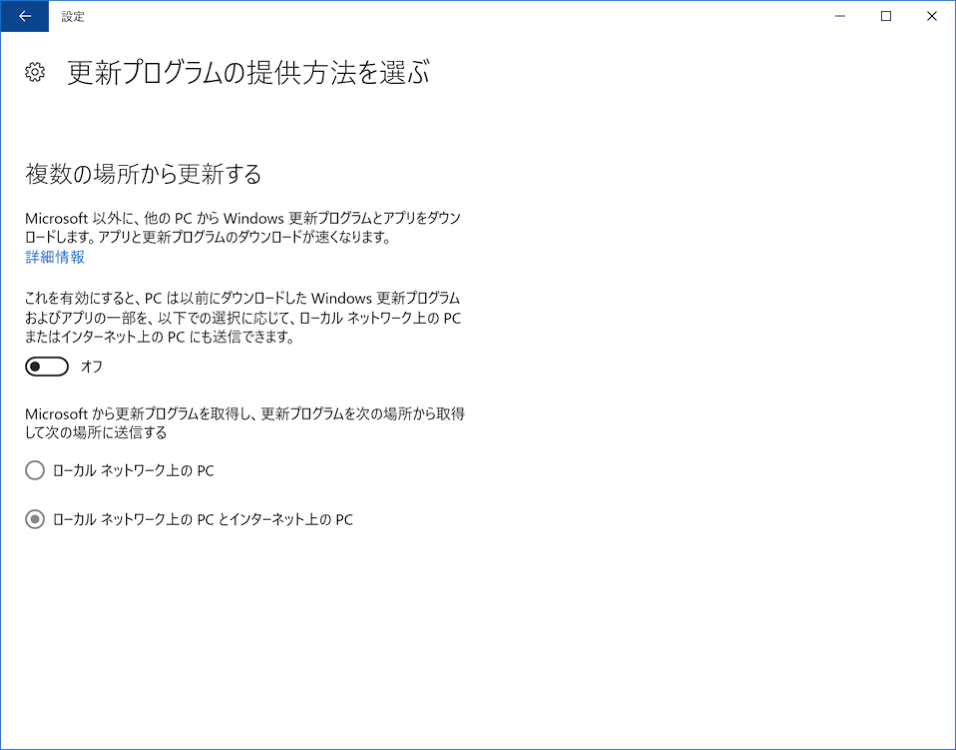 設定
更新プログラムの提供方法を選ぶ
複数の場所から更新する
Microsoft 以外に、他の PC から Windows 更新プログラムとアプリをダウン
ロードします。アプリと更新プログラムのダウンロードが速くなります。
詳細情報
これを有効にすると、PC は以前にダウンロードした Windows 更新プログラム
およびアプリの一部を、以下での選択に応じて、ローカル ネットワーク上の PC
またはインターネット上の PC にも送信できます。
オフ
Microsoft から更新プログラムを取得し、更新プログラムを次の場所から取得
して次の場所に送信する
ローカル ネットワーク上の PC
ローカル ネットワーク上の PC とインターネット上の PC